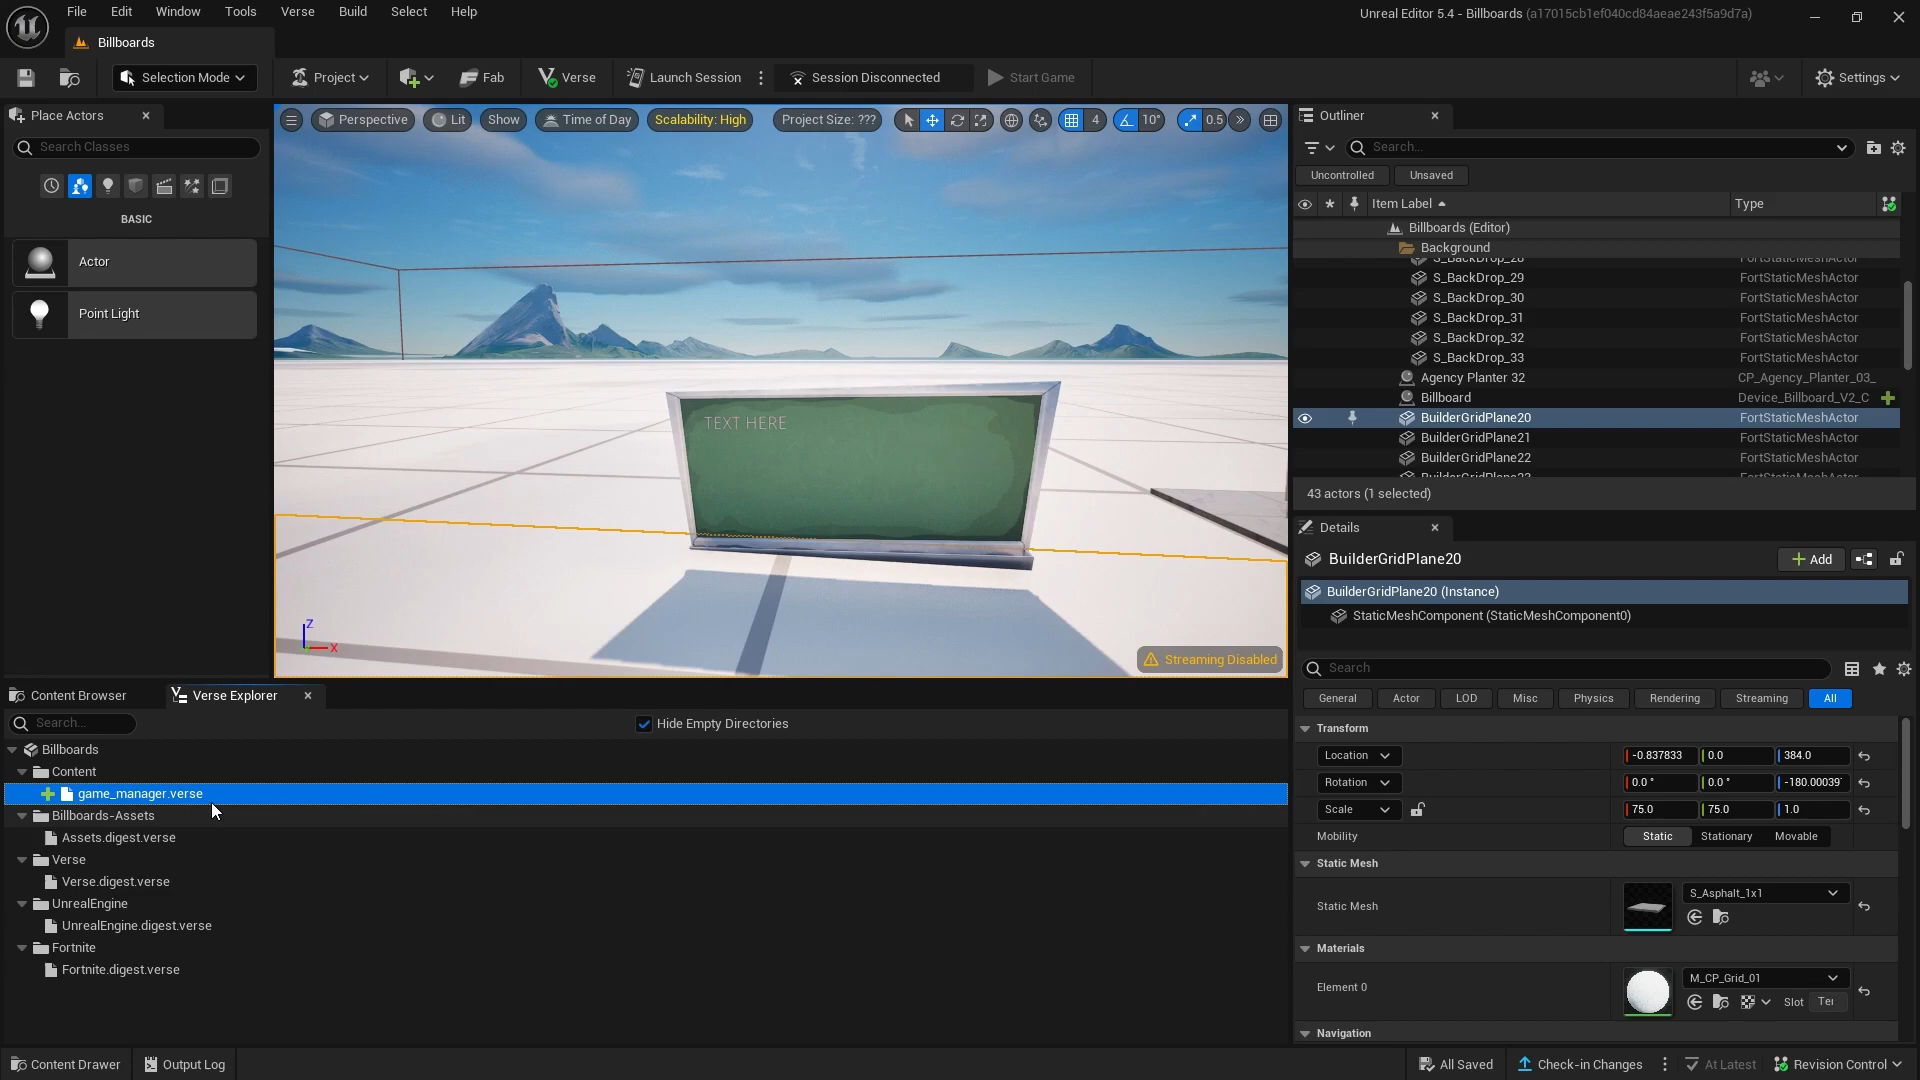 File Edit Window Tools Verse Build Select Help
Unreal Editor 5.4 - Billboards (a17015cb1ef040cd84aeae243f5a9d7a)
Billboards
Selection Mode Project Fab Verse Launch Session Session Disconnected Start Game Settings
Place Actors
Search Classes
BASIC
Actor
Point Light
Perspective Lit Show Time of Day Scalability: High Project Size: ??? 4 10° 0.5
TEXT HERE
Z
X
Streaming Disabled
Outliner
Search...
Uncontrolled Unsaved
Item Label Type
Billboards (Editor)
Background
S_BackDrop_28 FortStaticMeshActor
S_BackDrop_29 FortStaticMeshActor
S_BackDrop_30 FortStaticMeshActor
S_BackDrop_31 FortStaticMeshActor
S_BackDrop_32 FortStaticMeshActor
S_BackDrop_33 FortStaticMeshActor
Agency Planter 32 CP_Agency_Planter_03_
Billboard Device_Billboard_V2_C
BuilderGridPlane20 FortStaticMeshActor
BuilderGridPlane21 FortStaticMeshActor
BuilderGridPlane22 FortStaticMeshActor
43 actors (1 selected)
Details
BuilderGridPlane20 Add
BuilderGridPlane20 (Instance)
StaticMeshComponent (StaticMeshComponent0)
Search
General Actor LOD Misc Physics Rendering Streaming All
Transform
Location -0.837833 0.0 384.0
Rotation 0.0 ° 0.0 ° -180.00039
Scale 75.0 75.0 1.0
Mobility Static Stationary Movable
Static Mesh
Static Mesh S_Asphalt_1x1
Materials
Element 0 M_CP_Grid_01
Slot Ter
Navigation
Content Browser Verse Explorer
Search... Hide Empty Directories
Billboards
Content
game_manager.verse
Billboards-Assets
Assets.digest.verse
Verse
Verse.digest.verse
UnrealEngine
UnrealEngine.digest.verse
Fortnite
Fortnite.digest.verse
Content Drawer Output Log All Saved Check-in Changes At Latest Revision Control